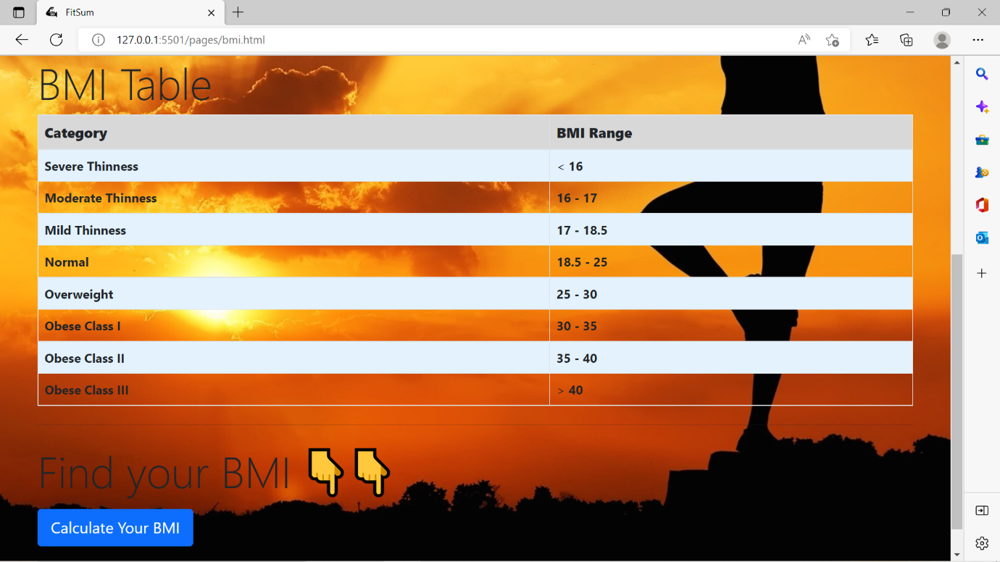 FitSum
127.0.0.1:5501/pages/bmi.html
BMI Table
Category BMI Range
Severe Thinness < 16
Moderate Thinness 16 - 17
Mild Thinness 17 - 18.5
Normal 18.5 - 25
Overweight 25 - 30
Obese Class I 30 - 35
Obese Class II 35 - 40
Obese Class III > 40
Find your BMI 👇👇
Calculate Your BMI